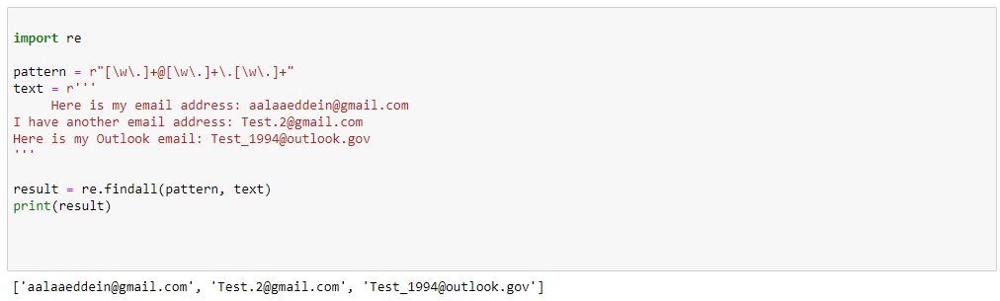 import re
pattern = r"[\w\.]+@[\w\.]+\.[\w\.]+"
text = r'''
Here is my email address: aalaaeddein@gmail.com
I have another email address: Test.2@gmail.com
Here is my Outlook email: Test_1994@outlook.gov
'''
result = re.findall(pattern, text)
print(result)
['aalaaeddein@gmail.com', 'Test.2@gmail.com', 'Test_1994@outlook.gov']